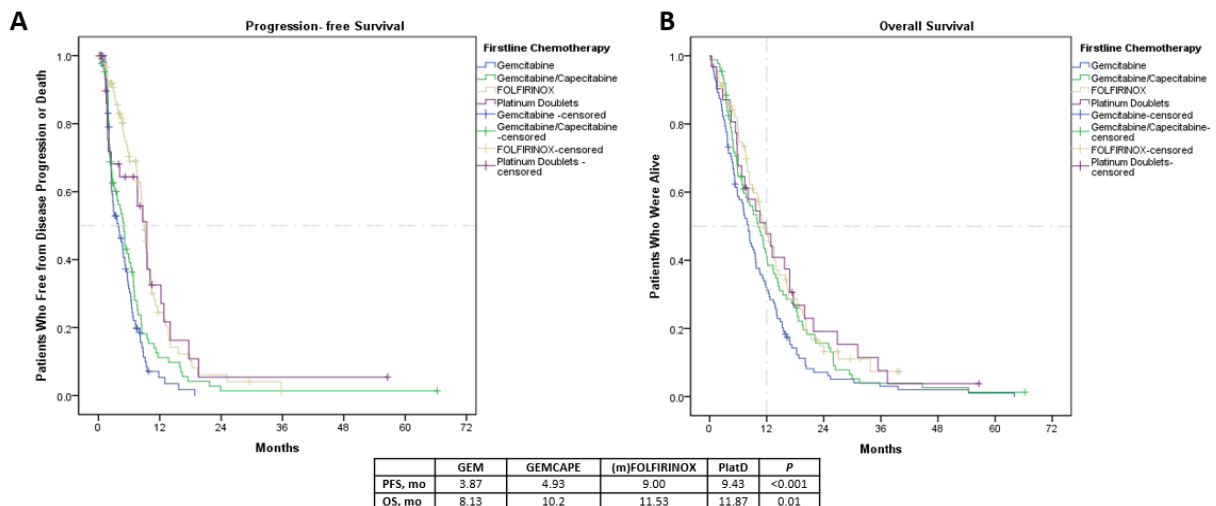 A
Progression- free Survival
Patients Who Free from Disease Progression or Death
1.0
0.8
0.6
0.4
0.2
0.0
0
12
24
36
48
60
72
Months
Firstline Chemotherapy
Gemcitabine
Gemcitabine/Capecitabine
FOLFIRINOX
Platinum Doublets
Gemcitabine -censored
Gemcitabine/Capecitabine
-censored
FOLFIRINOX-censored
Platinum Doublets -
censored
B
Overall Survival
Patients Who Were Alive
1.0
0.8
0.6
0.4
0.2
0.0
0
12
24
36
48
60
72
Months
Firstline Chemotherapy
Gemcitabine
Gemcitabine/Capecitabine
FOLFIRINOX
Platinum Doublets
Gemcitabine-censored
Gemcitabine/Capecitabine-
censored
FOLFIRINOX-censored
Platinum Doublets-
censored
GEM GEMCAPE (m)FOLFIRINOX PlatD P
PFS, mo 3.87 4.93 9.00 9.43 <0.001
OS, mo 8.13 10.2 11.53 11.87 0.01